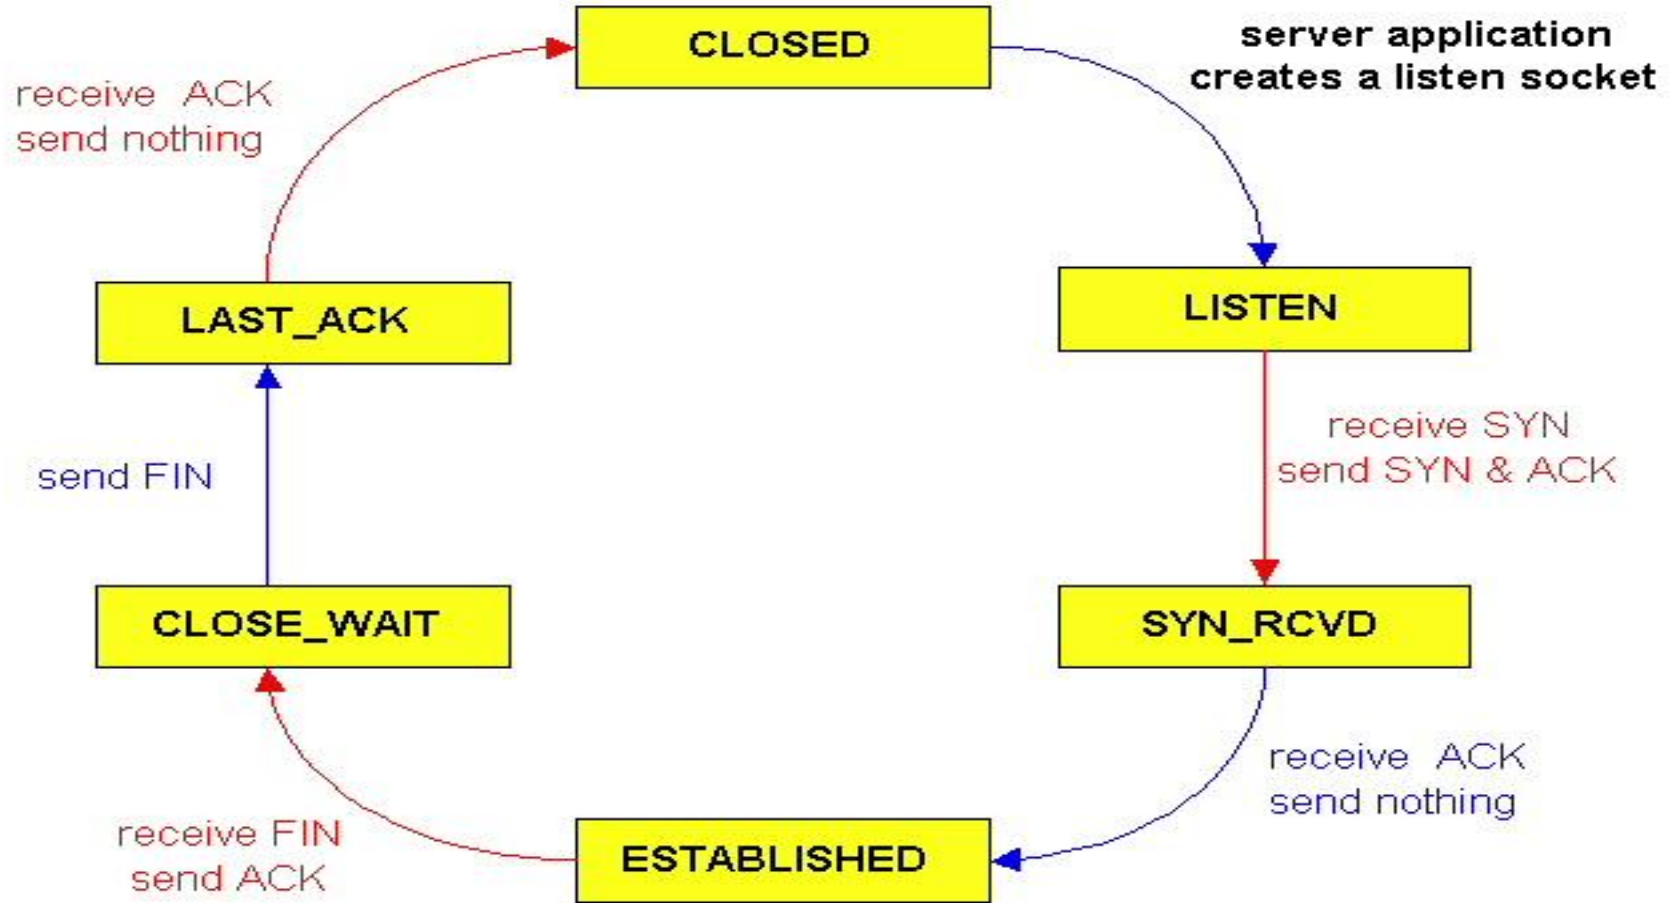 CLOSED
server application
creates a listen socket
receive ACK
send nothing
LAST_ACK
LISTEN
receive SYN
send SYN & ACK
send FIN
CLOSE_WAIT
SYN_RCVD
receive ACK
send nothing
receive FIN
send ACK
ESTABLISHED